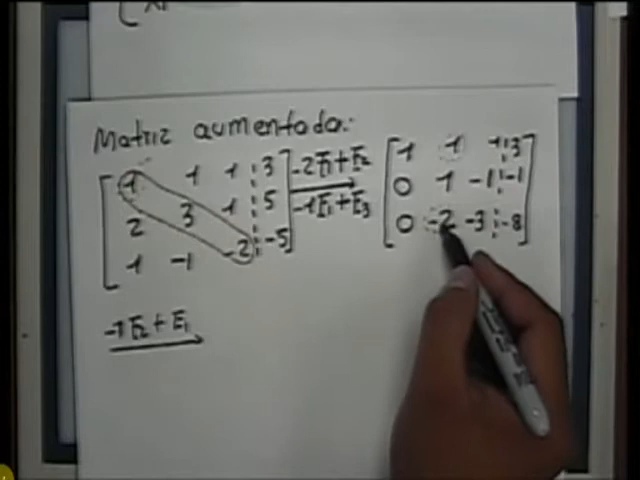 Matriz aumentada:
1 1 1 3
2 3 1 5
1 -1 -2 -5
-2E1+E2
-1E1+E3
1 1 1 3
0 1 -1 -1
0 -2 -3 -8
-1E2+E1